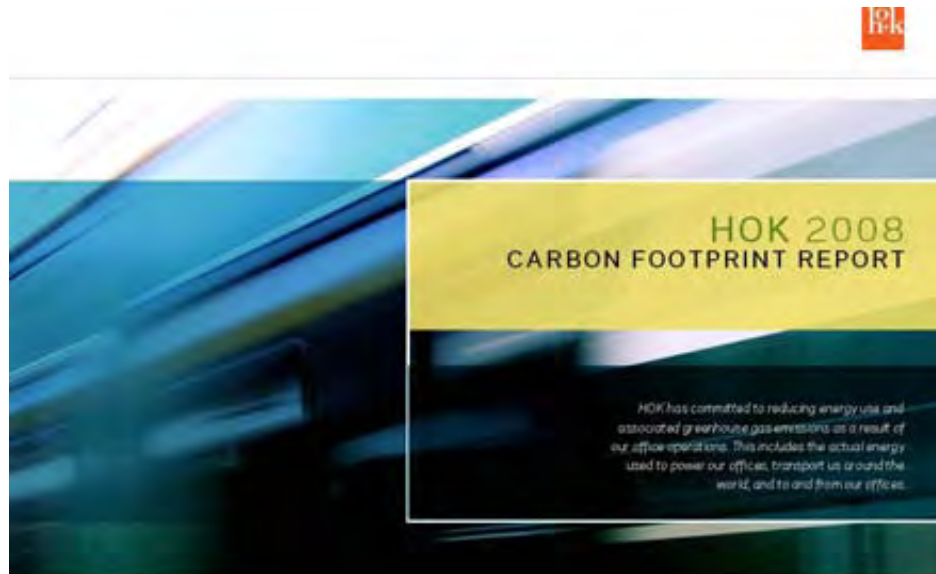 hok
HOK 2008
CARBON FOOTPRINT REPORT
HOK has committed to reducing energy use and
associated greenhouse gas emissions as a result of
our office operations. This includes the actual energy
used to power our offices, transport us around the
world, and to and from our offices.